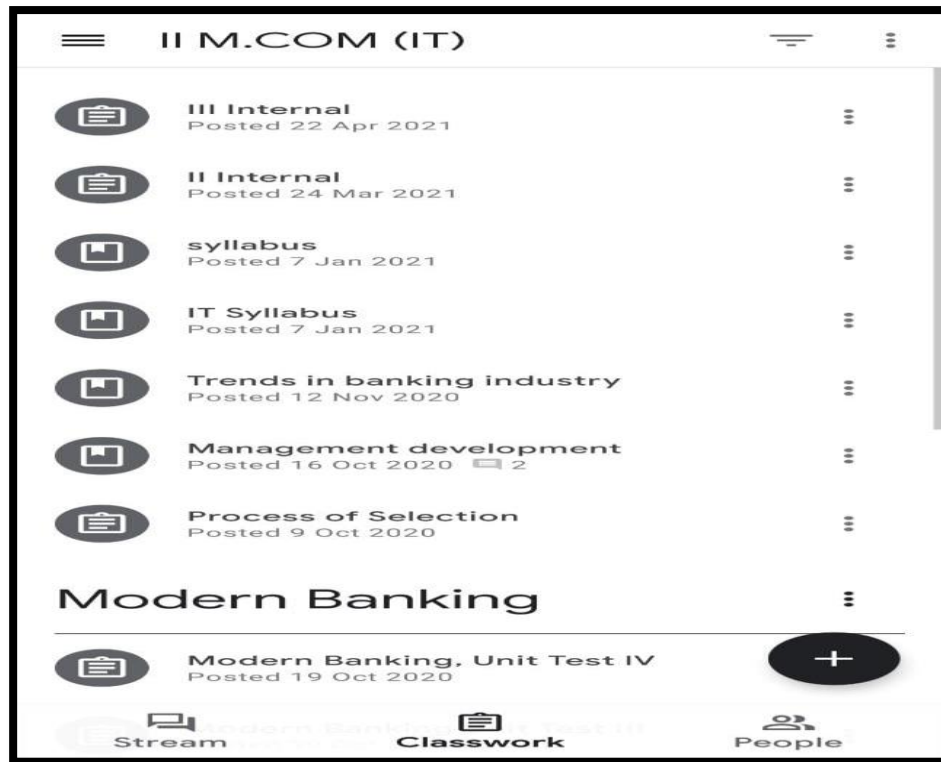 II M.COM (IT)
III Internal
Posted 22 Apr 2021
II Internal
Posted 24 Mar 2021
syllabus
Posted 7 Jan 2021
IT Syllabus
Posted 7 Jan 2021
Trends in banking industry
Posted 12 Nov 2020
Management development
Posted 16 Oct 2020 2
Process of Selection
Posted 9 Oct 2020
Modern Banking
Modern Banking, Unit Test IV
Posted 19 Oct 2020
Stream Classwork People